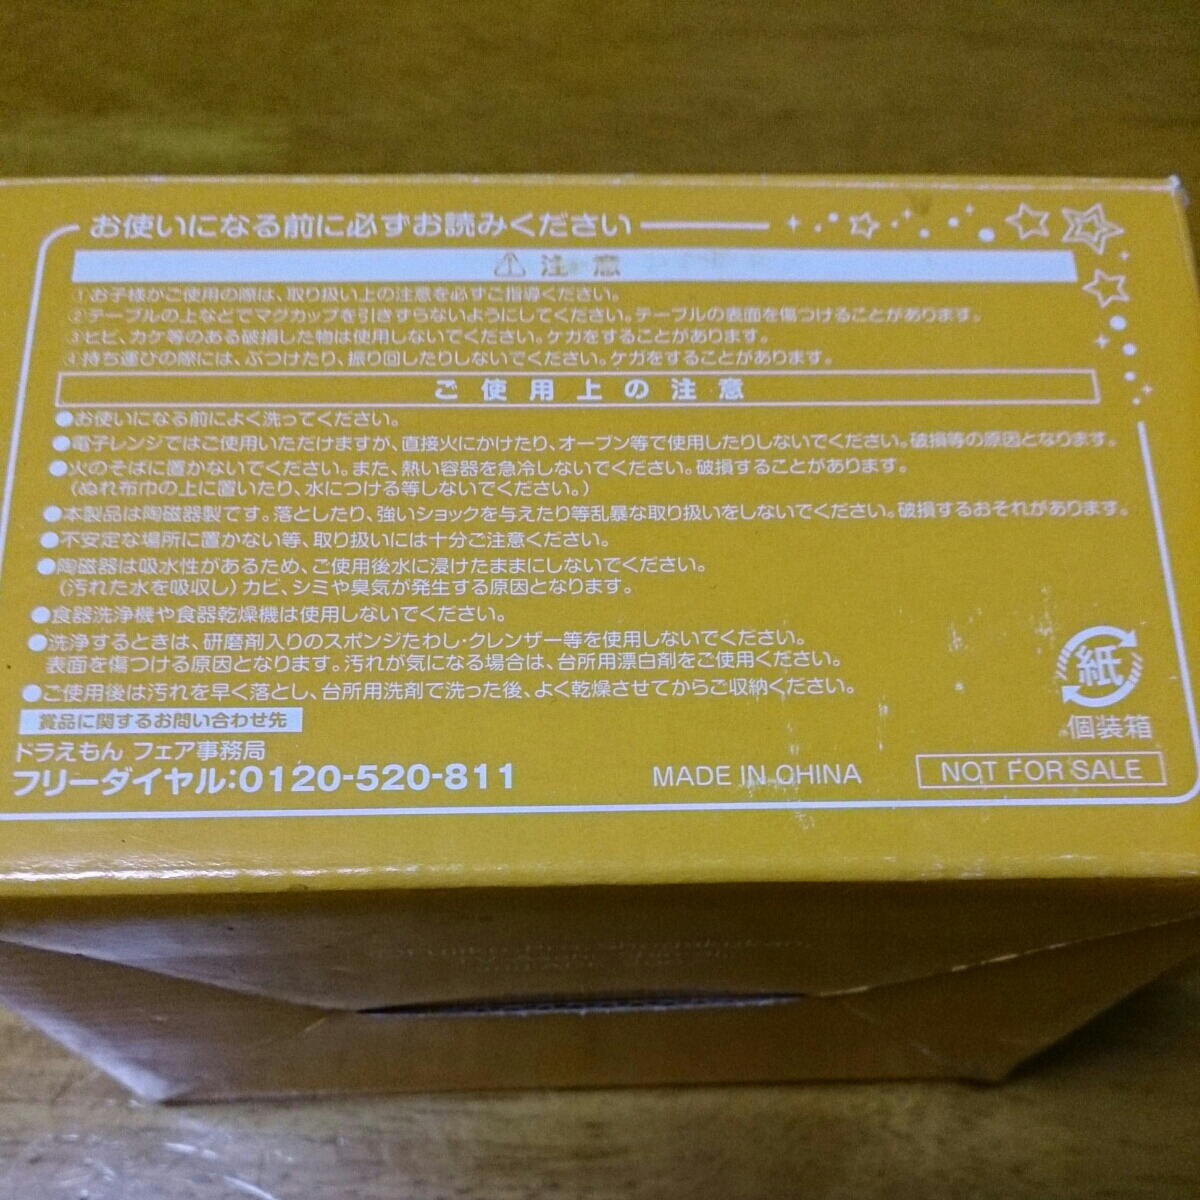 お使いになる前に必ずお読みください
⚠ 注意
①お子様がご使用の際は、取り扱い上の注意を必ずご指導ください。
②テーブルの上などでマグカップを引きずらないようにしてください。テーブルの表面を傷つけることがあります。
③ヒビ、カケ等のある破損した物は使用しないでください。ケガをすることがあります。
④持ち運びの際には、ぶつけたり、振り回したりしないでください。ケガをすることがあります。
ご使用上の注意
●お使いになる前によく洗ってください。
●電子レンジではご使用いただけますが、直接火にかけたり、オーブン等で使用したりしないでください。破損等の原因となります。
●火のそばに置かないでください。また、熱い容器を急冷しないでください。破損することがあります。
（ぬれ布巾の上に置いたり、水につける等しないでください。）
●本製品は陶磁器製です。落としたり、強いショックを与えたり等乱暴な取り扱いをしないでください。破損するおそれがあります。
●不安定な場所に置かない等、取り扱いには十分ご注意ください。
●陶磁器は吸水性があるため、ご使用後水に浸けたままにしないでください。
（汚れた水を吸収し）カビ、シミや臭気が発生する原因となります。
●食器洗浄機や食器乾燥機は使用しないでください。
●洗浄するときは、研磨剤入りのスポンジたわし・クレンザー等を使用しないでください。
表面を傷つける原因となります。汚れが気になる場合は、台所用漂白剤をご使用ください。
●ご使用後は汚れを早く落とし、台所用洗剤で洗った後、よく乾燥させてからご収納ください。
紙
個装箱
賞品に関するお問い合わせ先
ドラえもん フェア事務局
フリーダイヤル:0120-520-811
MADE IN CHINA
NOT FOR SALE